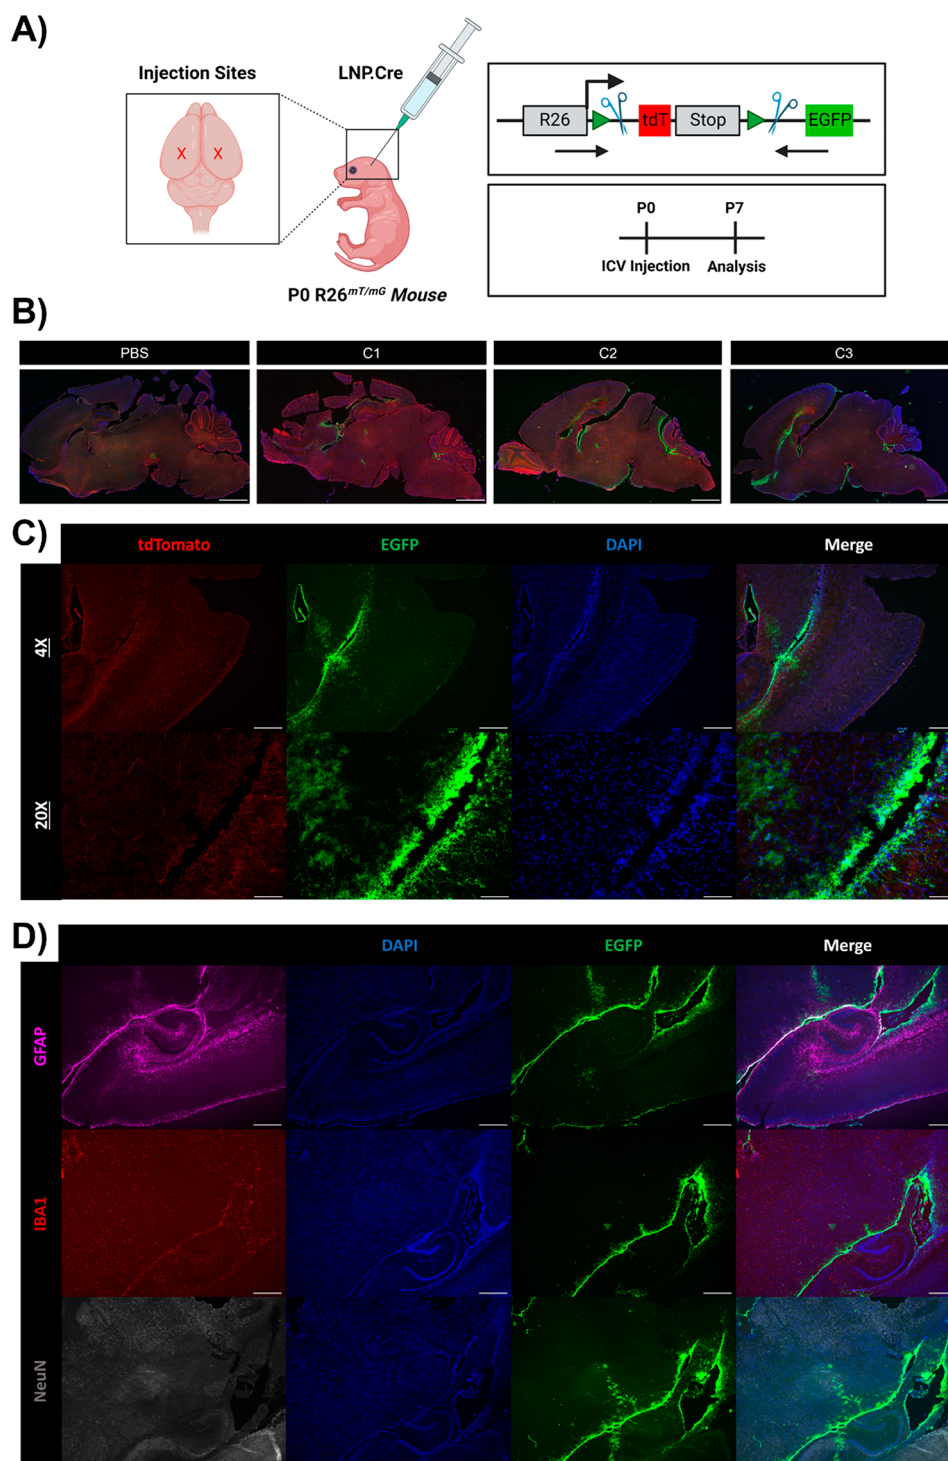 A)
Injection Sites
LNP.Cre
X X
P0 R26mT/mG Mouse
R26 tdT Stop EGFP
P0 P7
ICV Injection Analysis
B)
PBS C1 C2 C3
C)
tdTomato EGFP DAPI Merge
4X
20X
D)
DAPI EGFP Merge
GFAP
IBA1
NeuN